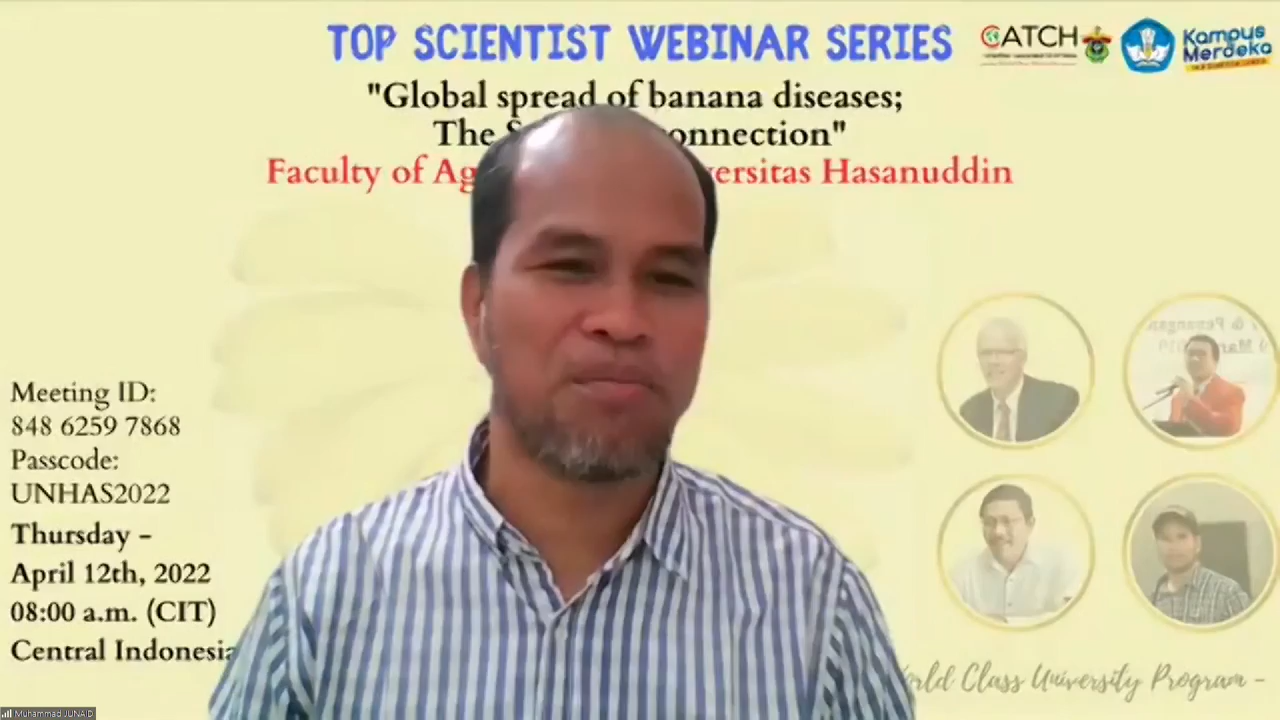 TOP SCIENTIST WEBINAR SERIES
CATCH
Kampus
Merdeka
"Global spread of banana diseases;
The S onnection"
Faculty of Ag versitas Hasanuddin
Meeting ID:
848 6259 7868
Passcode:
UNHAS2022
Thursday -
April 12th, 2022
08:00 a.m. (CIT)
Central Indonesia
World Class University Program -
Muhammad JUNAID